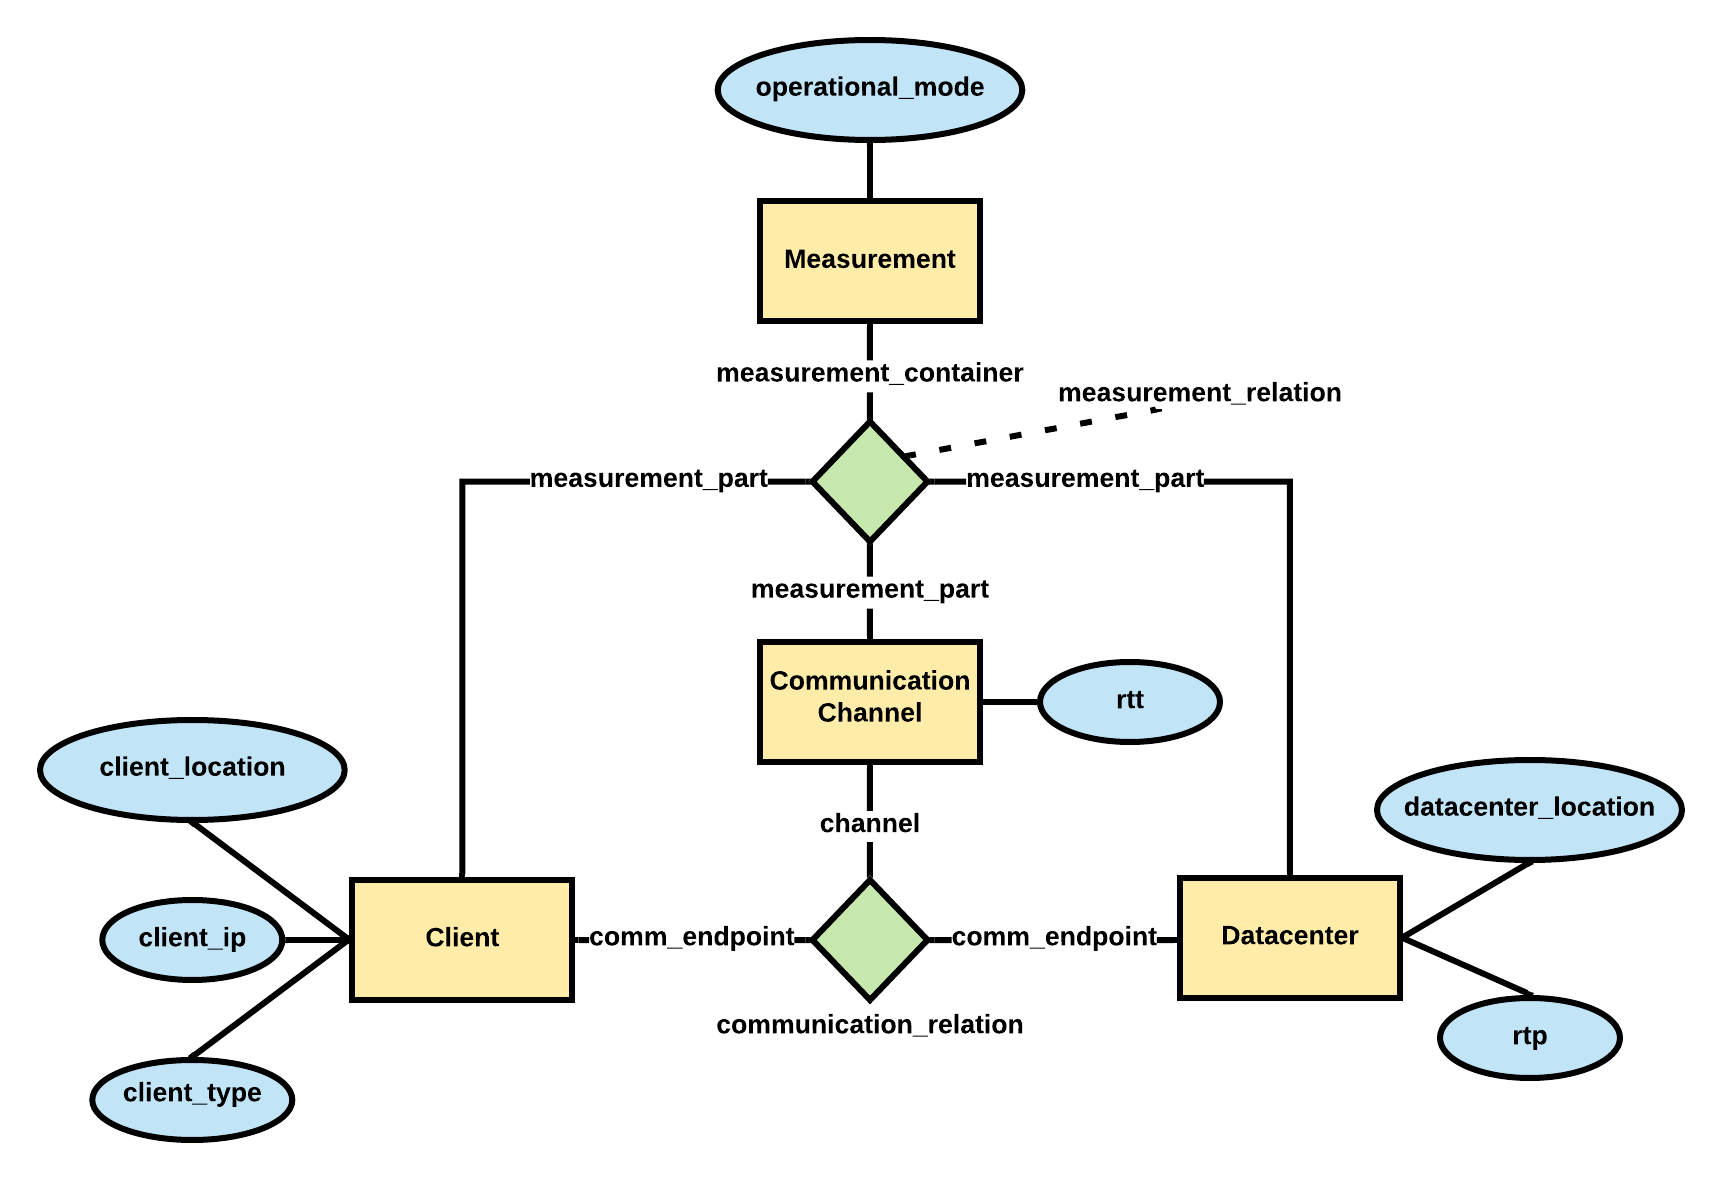 operational_mode
Measurement
measurement_container
measurement_relation
measurement_part
measurement_part
measurement_part
Communication
Channel
rtt
client_location
datacenter_location
channel
client_ip
Client
comm_endpoint
comm_endpoint
Datacenter
communication_relation
rtp
client_type